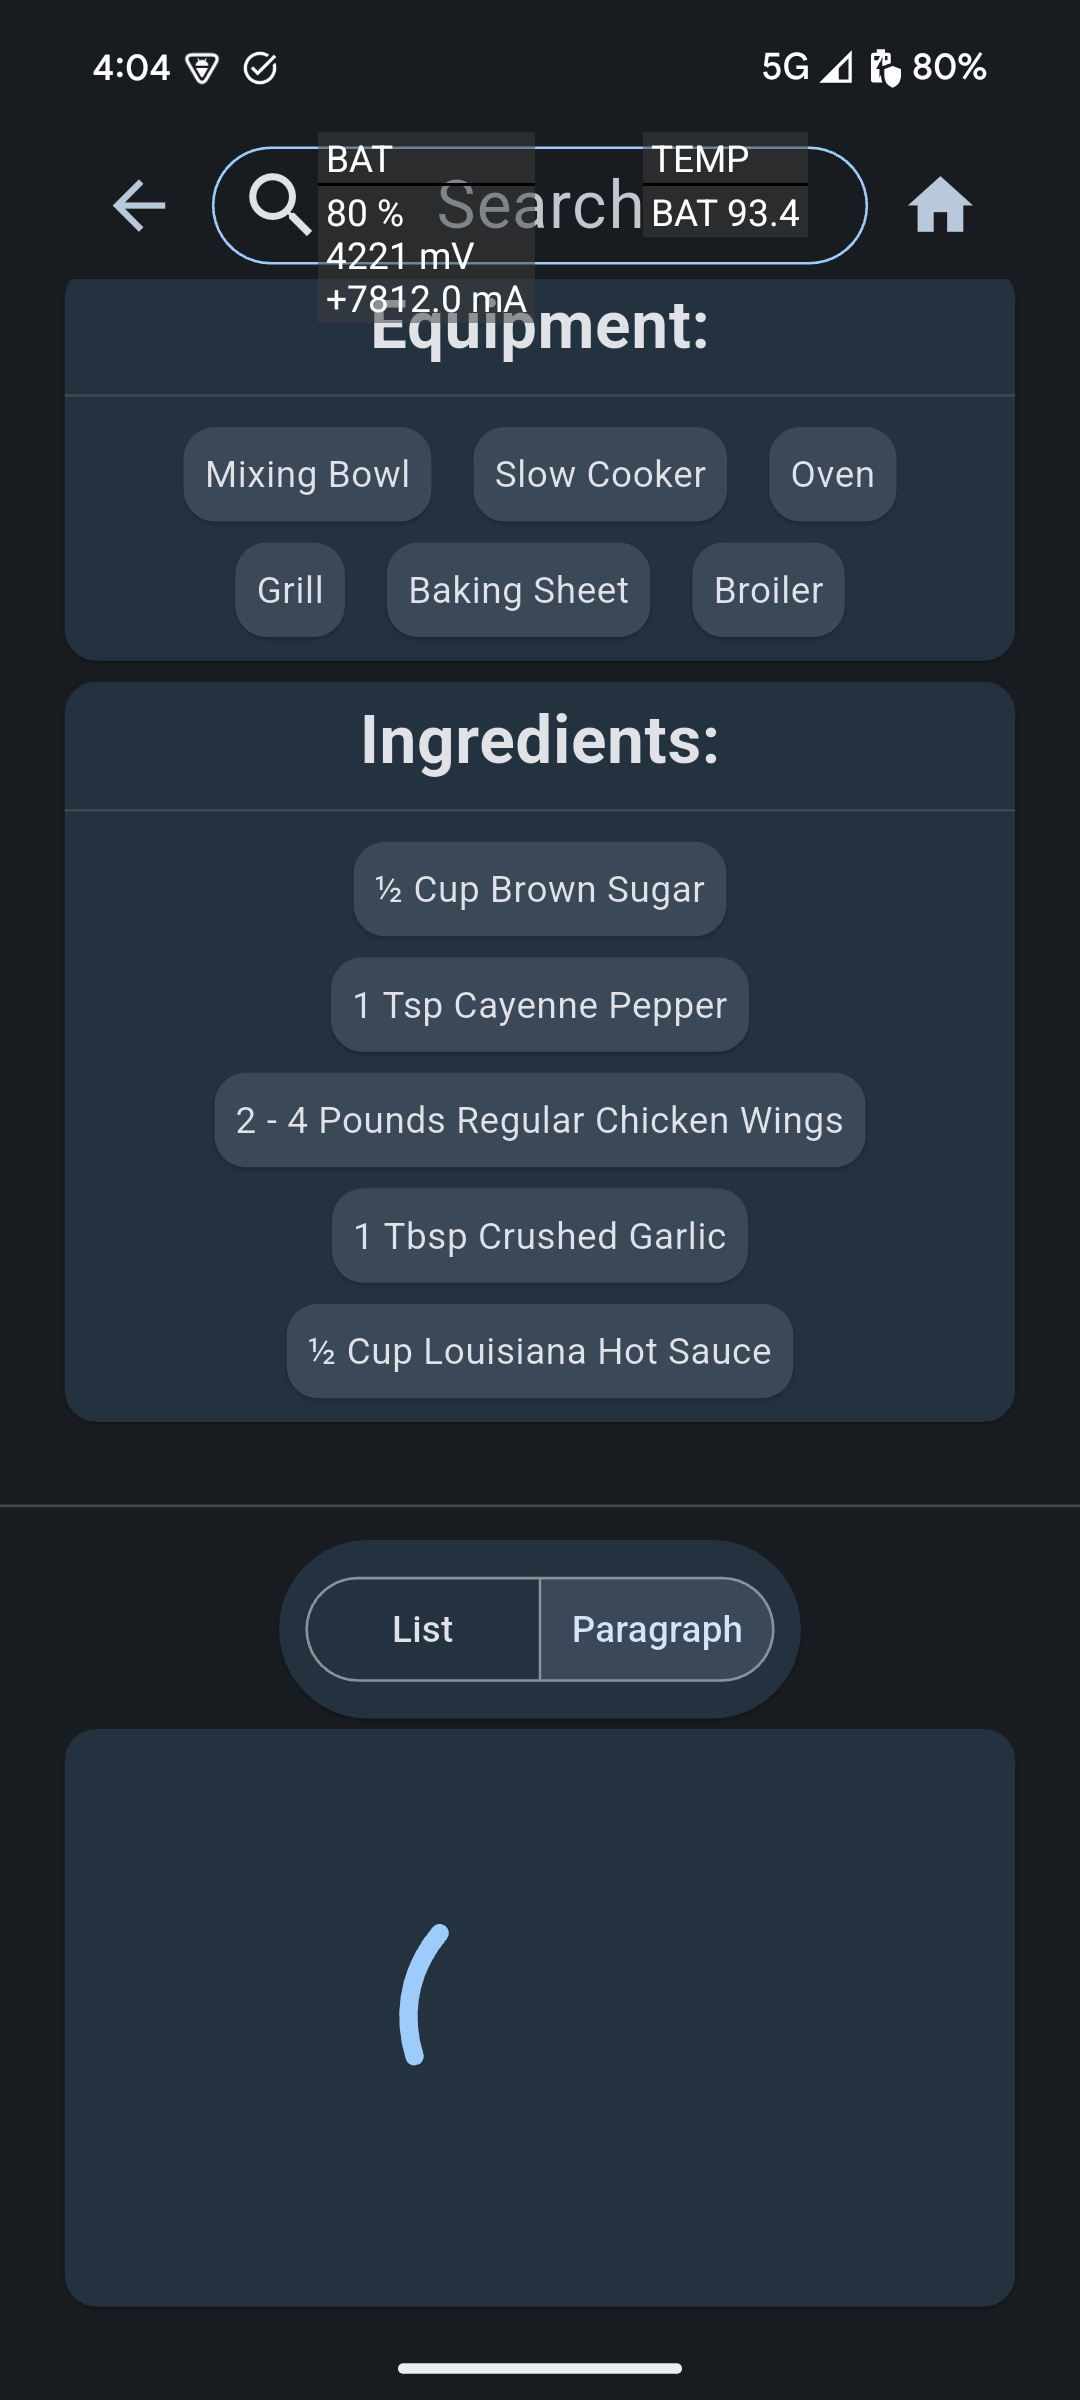 4:04 5G 80%
BAT
80 %
4221 mV
+7812.0 mA
Search
TEMP
BAT 93.4
Equipment:
Mixing Bowl Slow Cooker Oven
Grill Baking Sheet Broiler
Ingredients:
½ Cup Brown Sugar
1 Tsp Cayenne Pepper
2 - 4 Pounds Regular Chicken Wings
1 Tbsp Crushed Garlic
½ Cup Louisiana Hot Sauce
List Paragraph